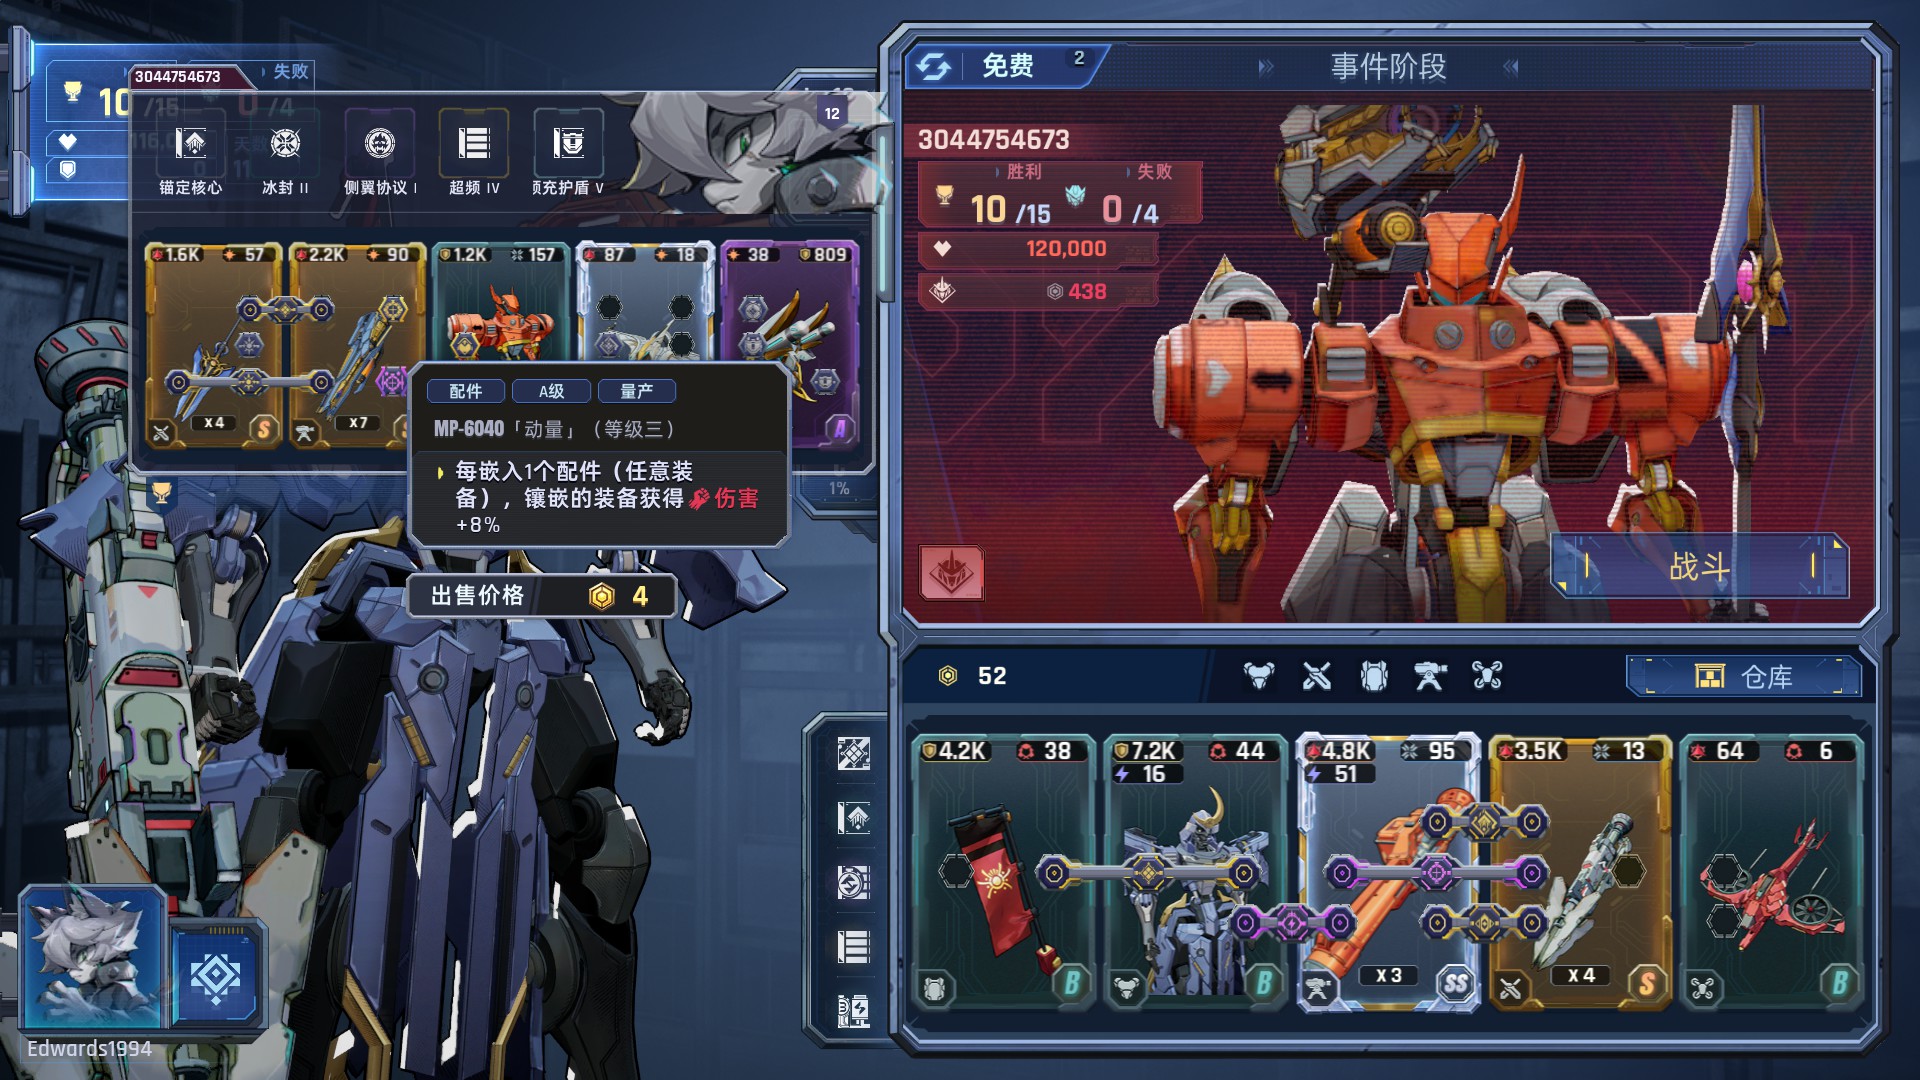 3044754673
失败
10
/15
0
/4
12
锚定核心
冰封 II
侧翼协议 I
超频 IV
页充护盾 V
1.6K 57
2.2K 90
1.2K 157
87 18
38 809
x4
S
x7
A
配件
A级
量产
MP-6040「动量」（等级三）
每嵌入1个配件（任意装
备），镶嵌的装备获得伤害
+8%
出售价格 4
1%
Edwards1994
免费 2
事件阶段
3044754673
胜利
失败
10 /15
0 /4
120,000
438
战斗
52
仓库
4.2K 38
B
7.2K 44
16
B
4.8K 95
51
x3
SS
3.5K 13
x4
S
64 6
B